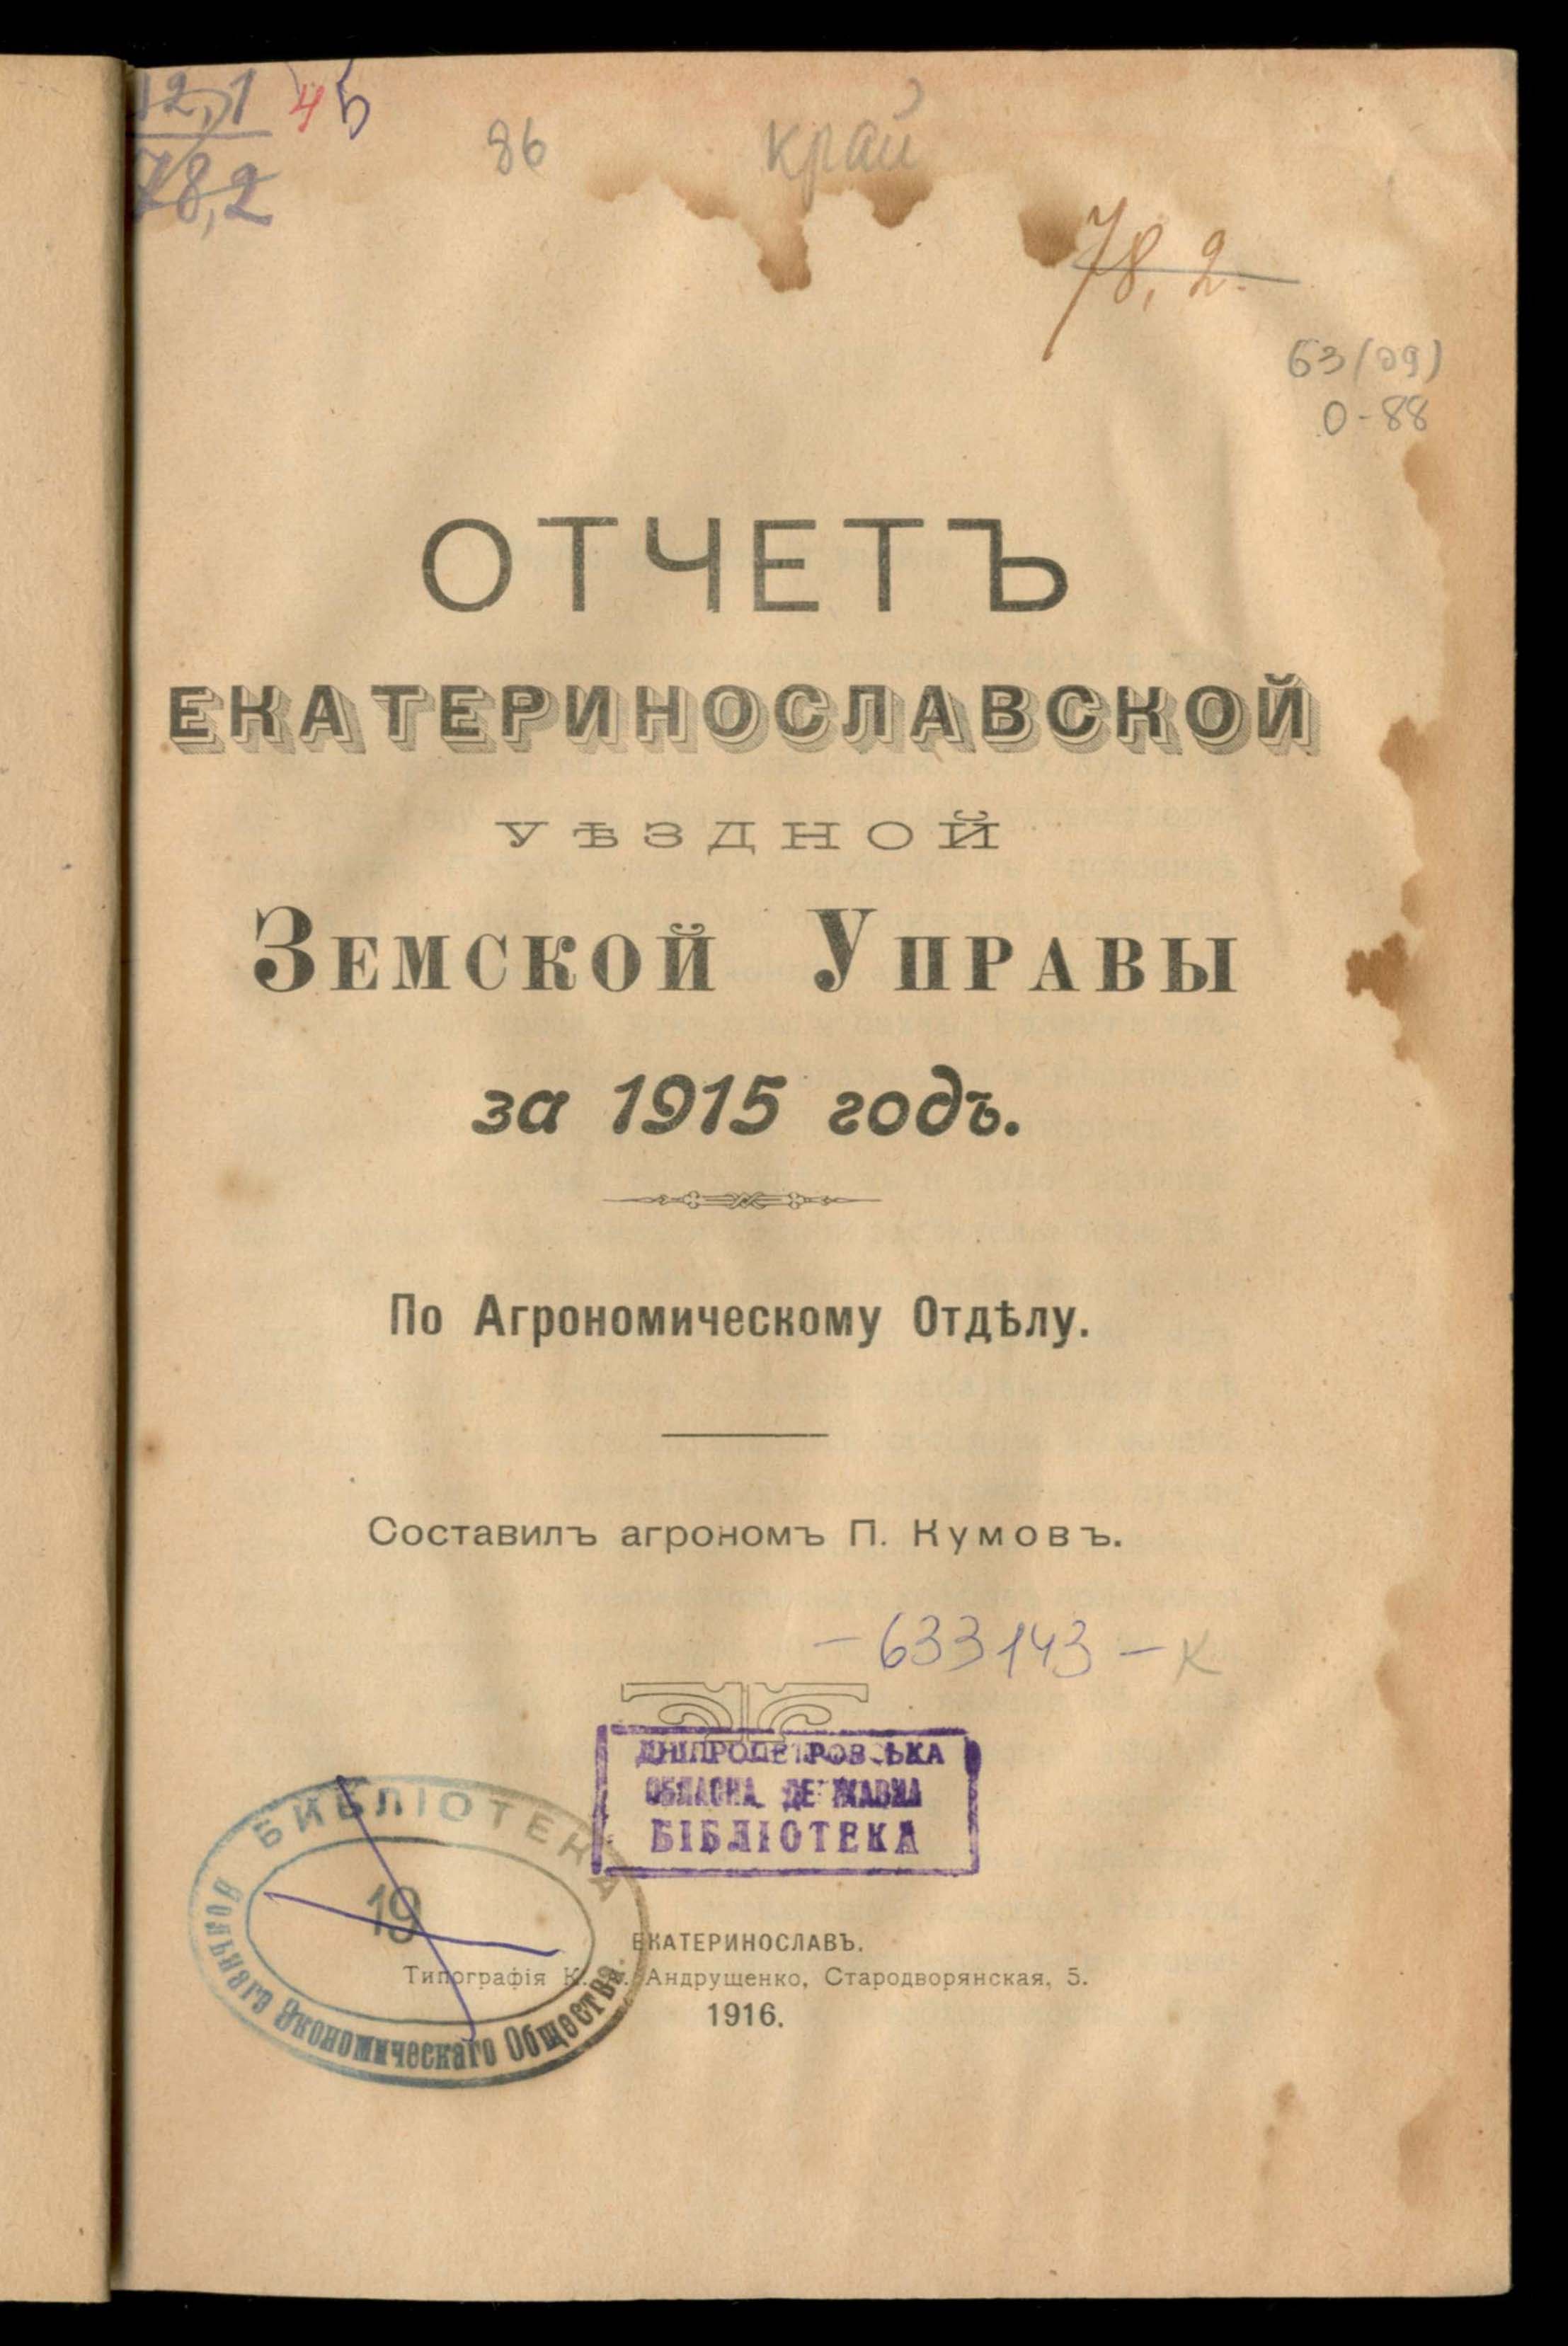 12,1 45
78,2
86 край
78,2.
63(09)
0-88
ОТЧЕТЪ
ЕКАТЕРИНОСЛАВСКОЙ
УѢЗДНОЙ
ЗЕМСКОЙ УПРАВЫ
за 1915 годъ.
По Агрономическому Отдѣлу.
Составилъ агрономъ П. Кумовъ.
-633143-к
ДНІПРОПЕТРОВСЬКА
ОБЛАСНА ДЕРЖАВНА
БІБЛІОТЕКА
БИБЛІОТЕКА
19
Экономическаго Общества.
ЕКАТЕРИНОСЛАВЪ.
Типографія К. Андрущенко, Стародворянская, 5.
1916.